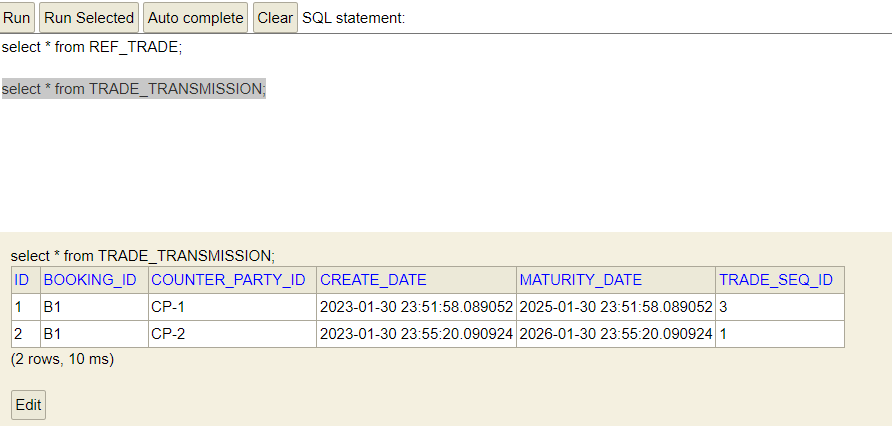 Run Run Selected Auto complete Clear SQL statement:
select * from REF_TRADE;
select * from TRADE_TRANSMISSION;
select * from TRADE_TRANSMISSION;
ID BOOKING_ID COUNTER_PARTY_ID CREATE_DATE MATURITY_DATE TRADE_SEQ_ID
1 B1 CP-1 2023-01-30 23:51:58.089052 2025-01-30 23:51:58.089052 3
2 B1 CP-2 2023-01-30 23:55:20.090924 2026-01-30 23:55:20.090924 1
(2 rows, 10 ms)
Edit